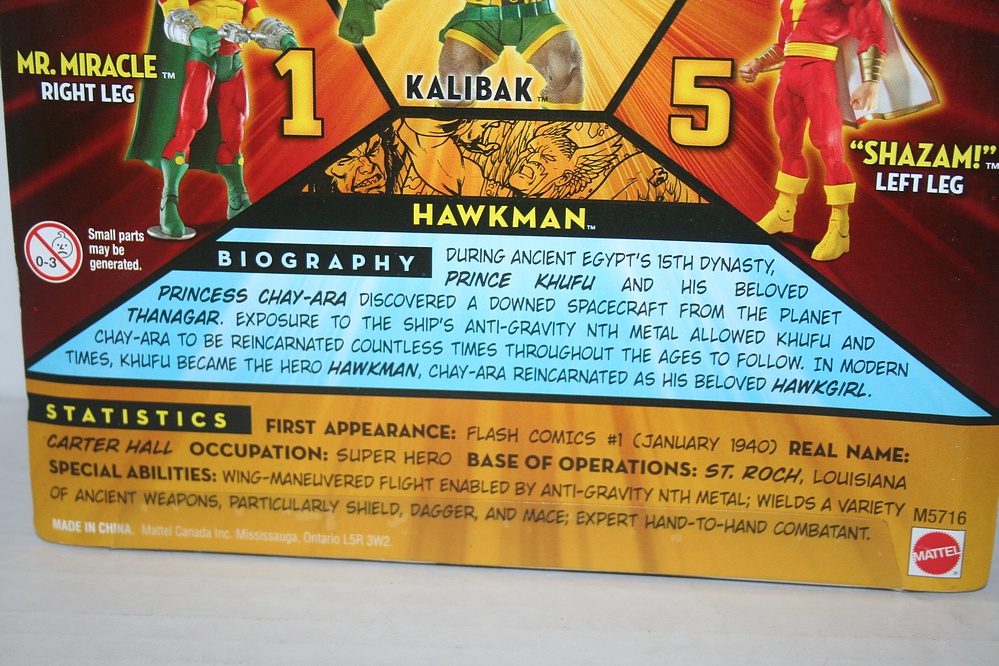 MR. MIRACLE™
RIGHT LEG
1
KALIBAK™
5
"SHAZAM!"™
LEFT LEG
HAWKMAN™
0-3
Small parts
may be
generated.
BIOGRAPHY DURING ANCIENT EGYPT'S 15TH DYNASTY,
PRINCE KHUFU AND HIS BELOVED
PRINCESS CHAY-ARA DISCOVERED A DOWNED SPACECRAFT FROM THE PLANET
THANAGAR. EXPOSURE TO THE SHIP'S ANTI-GRAVITY NTH METAL ALLOWED KHUFU AND
CHAY-ARA TO BE REINCARNATED COUNTLESS TIMES THROUGHOUT THE AGES TO FOLLOW. IN MODERN
TIMES, KHUFU BECAME THE HERO HAWKMAN, CHAY-ARA REINCARNATED AS HIS BELOVED HAWKGIRL.
STATISTICS FIRST APPEARANCE: FLASH COMICS #1 (JANUARY 1940) REAL NAME:
CARTER HALL OCCUPATION: SUPER HERO BASE OF OPERATIONS: ST. ROCH, LOUISIANA
SPECIAL ABILITIES: WING-MANEUVERED FLIGHT ENABLED BY ANTI-GRAVITY NTH METAL; WIELDS A VARIETY
OF ANCIENT WEAPONS, PARTICULARLY SHIELD, DAGGER, AND MACE; EXPERT HAND-TO-HAND COMBATANT.
M5716
MADE IN CHINA. Mattel Canada Inc. Mississauga, Ontario L5R 3W2.
MATTEL®